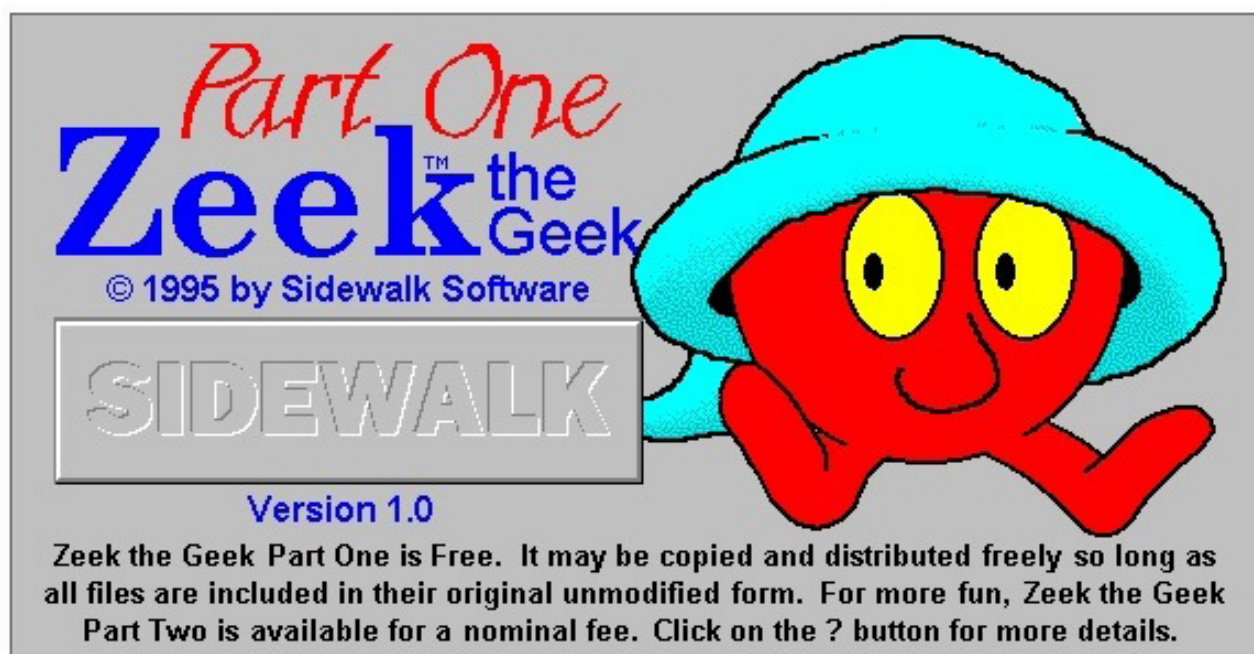 Part One
Zeek™ the
Geek
© 1995 by Sidewalk Software
SIDEWALK
Version 1.0
Zeek the Geek Part One is Free. It may be copied and distributed freely so long as
all files are included in their original unmodified form. For more fun, Zeek the Geek
Part Two is available for a nominal fee. Click on the ? button for more details.